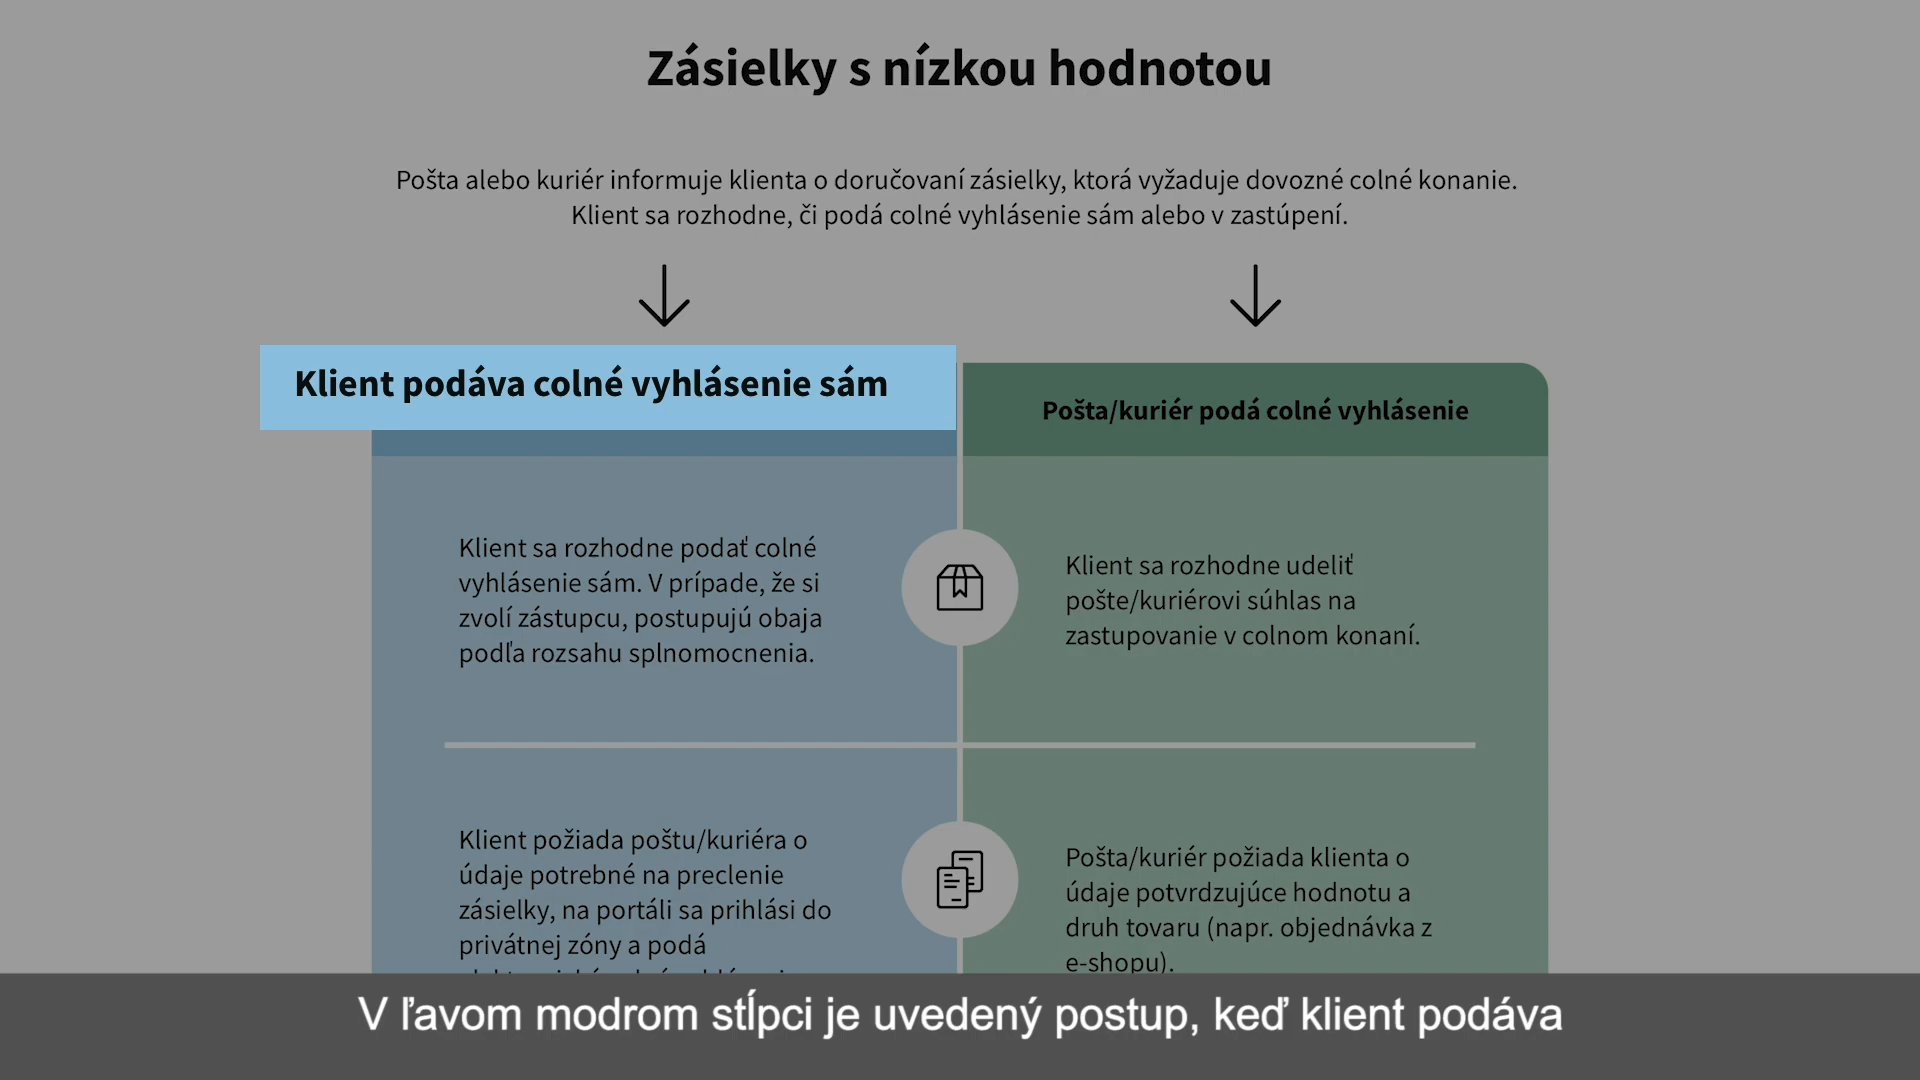 Zásielky s nízkou hodnotou
Pošta alebo kuriér informuje klienta o doručovaní zásielky, ktorá vyžaduje dovozné colné konanie.
Klient sa rozhodne, či podá colné vyhlásenie sám alebo v zastúpení.
Klient podáva colné vyhlásenie sám
Pošta/kuriér podá colné vyhlásenie
Klient sa rozhodne podať colné
vyhlásenie sám. V prípade, že si
zvolí zástupcu, postupujú obaja
podľa rozsahu splnomocnenia.
Klient sa rozhodne udeliť
pošte/kuriérovi súhlas na
zastupovanie v colnom konaní.
Klient požiada poštu/kuriéra o
údaje potrebné na preclenie
zásielky, na portáli sa prihlási do
privátnej zóny a podá
Pošta/kuriér požiada klienta o
údaje potvrdzujúce hodnotu a
druh tovaru (napr. objednávka z
e-shopu).
V ľavom modrom stĺpci je uvedený postup, keď klient podáva